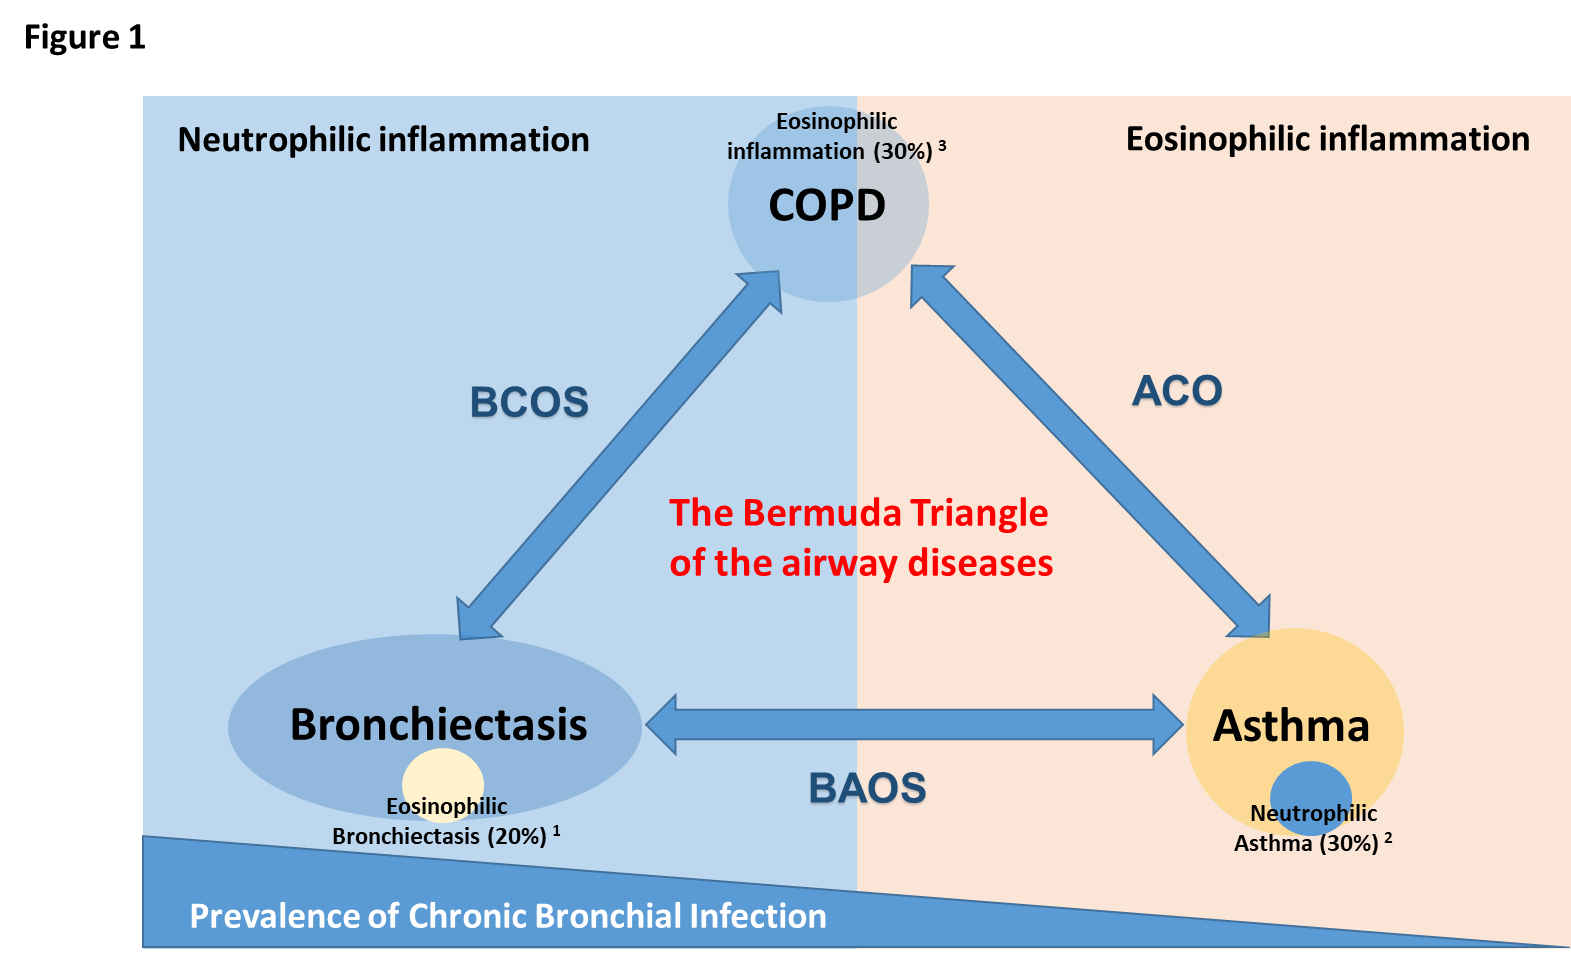 Figure 1
Neutrophilic inflammation
Eosinophilic
inflammation (30%) 3
Eosinophilic inflammation
COPD
BCOS
ACO
The Bermuda Triangle
of the airway diseases
Bronchiectasis
Asthma
BAOS
Eosinophilic
Bronchiectasis (20%) 1
Neutrophilic
Asthma (30%) 2
Prevalence of Chronic Bronchial Infection